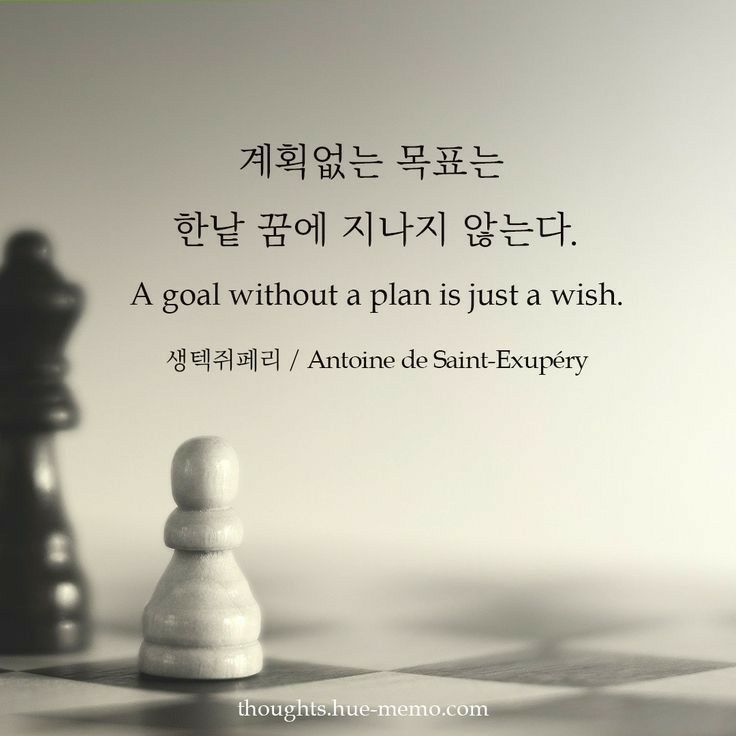 계획없는 목표는
한낱 꿈에 지나지 않는다.
A goal without a plan is just a wish.
생텍쥐페리 / Antoine de Saint-Exupéry
thoughts.hue-memo.com